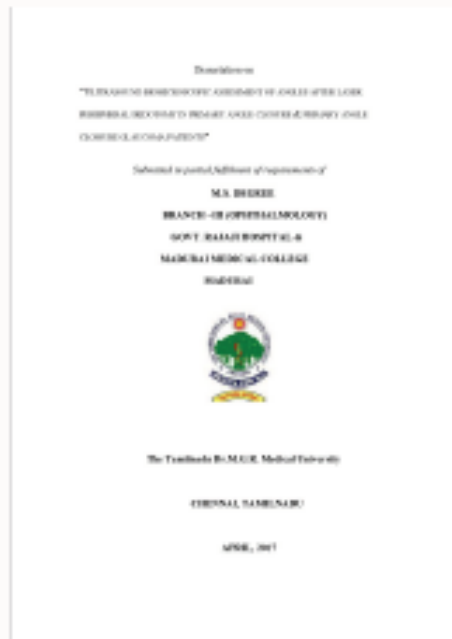 Dissertation on
"ULTRASOUND BIOMICROSCOPIC ASSESSMENT OF ANGLES AFTER LASER
PERIPHERAL IRIDOTOMY IN PRIMARY ANGLE CLOSURE & PRIMARY ANGLE
CLOSURE GLAUCOMA PATIENTS"
Submitted in partial fulfilment of requirements of
M.S. DEGREE
BRANCH -III (OPHTHALMOLOGY)
GOVT. RAJAJI HOSPITAL &
MADURAI MEDICAL COLLEGE
MADURAI
The Tamilnadu Dr.M.G.R. Medical University
CHENNAI, TAMILNADU
APRIL, 2017